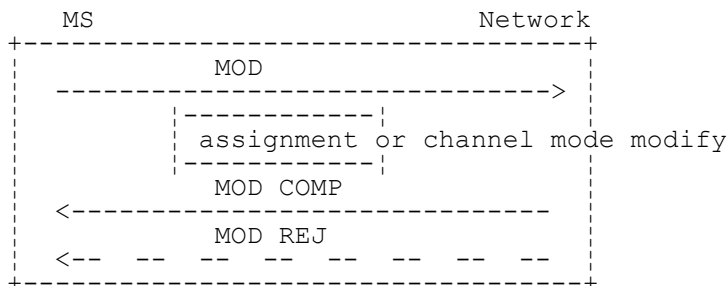 MS Network
MOD
assignment or channel mode modify
MOD COMP
MOD REJ